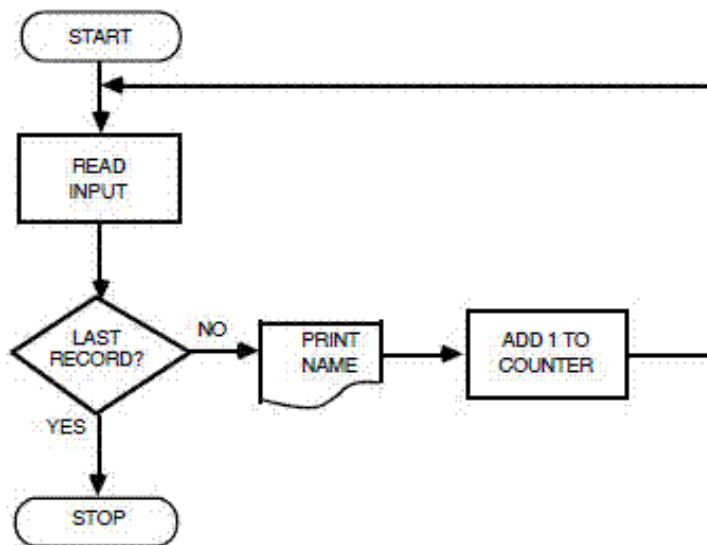 START
READ
INPUT
LAST
RECORD?
NO
PRINT
NAME
ADD 1 TO
COUNTER
YES
STOP